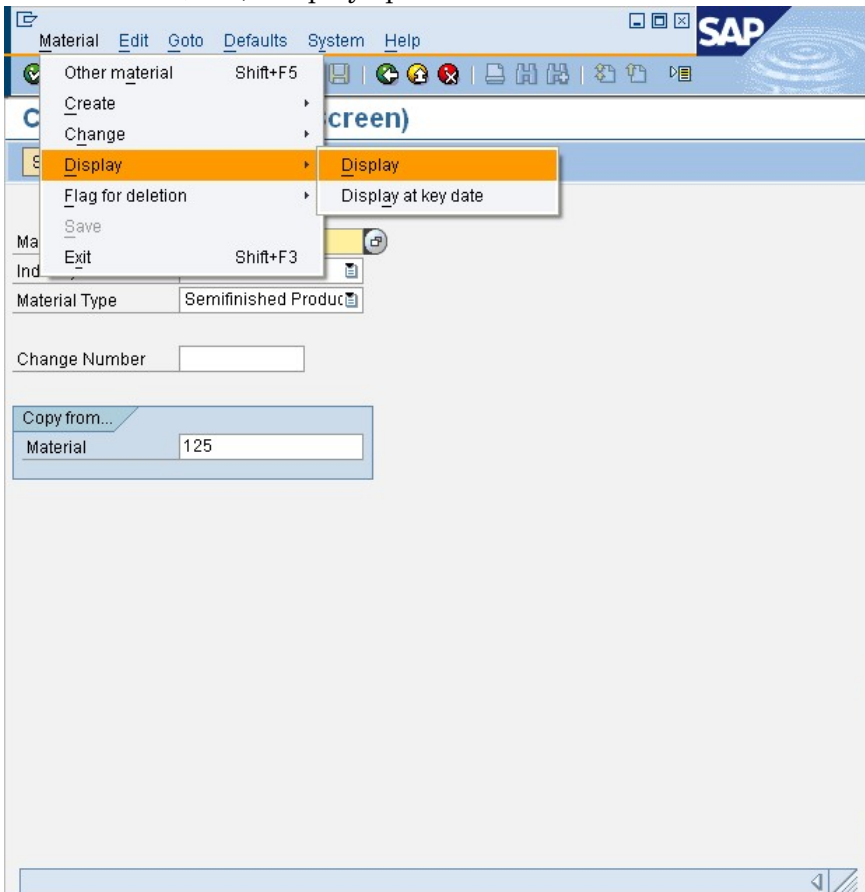 Material Edit Goto Defaults System Help
SAP
Other material Shift+F5
Create
Change
Display
Flag for deletion
Save
Exit Shift+F3
Display
Display at key date
C
creen)
S
Ma
Ind
Material Type Semifinished Produc
Change Number
Copy from...
Material 125